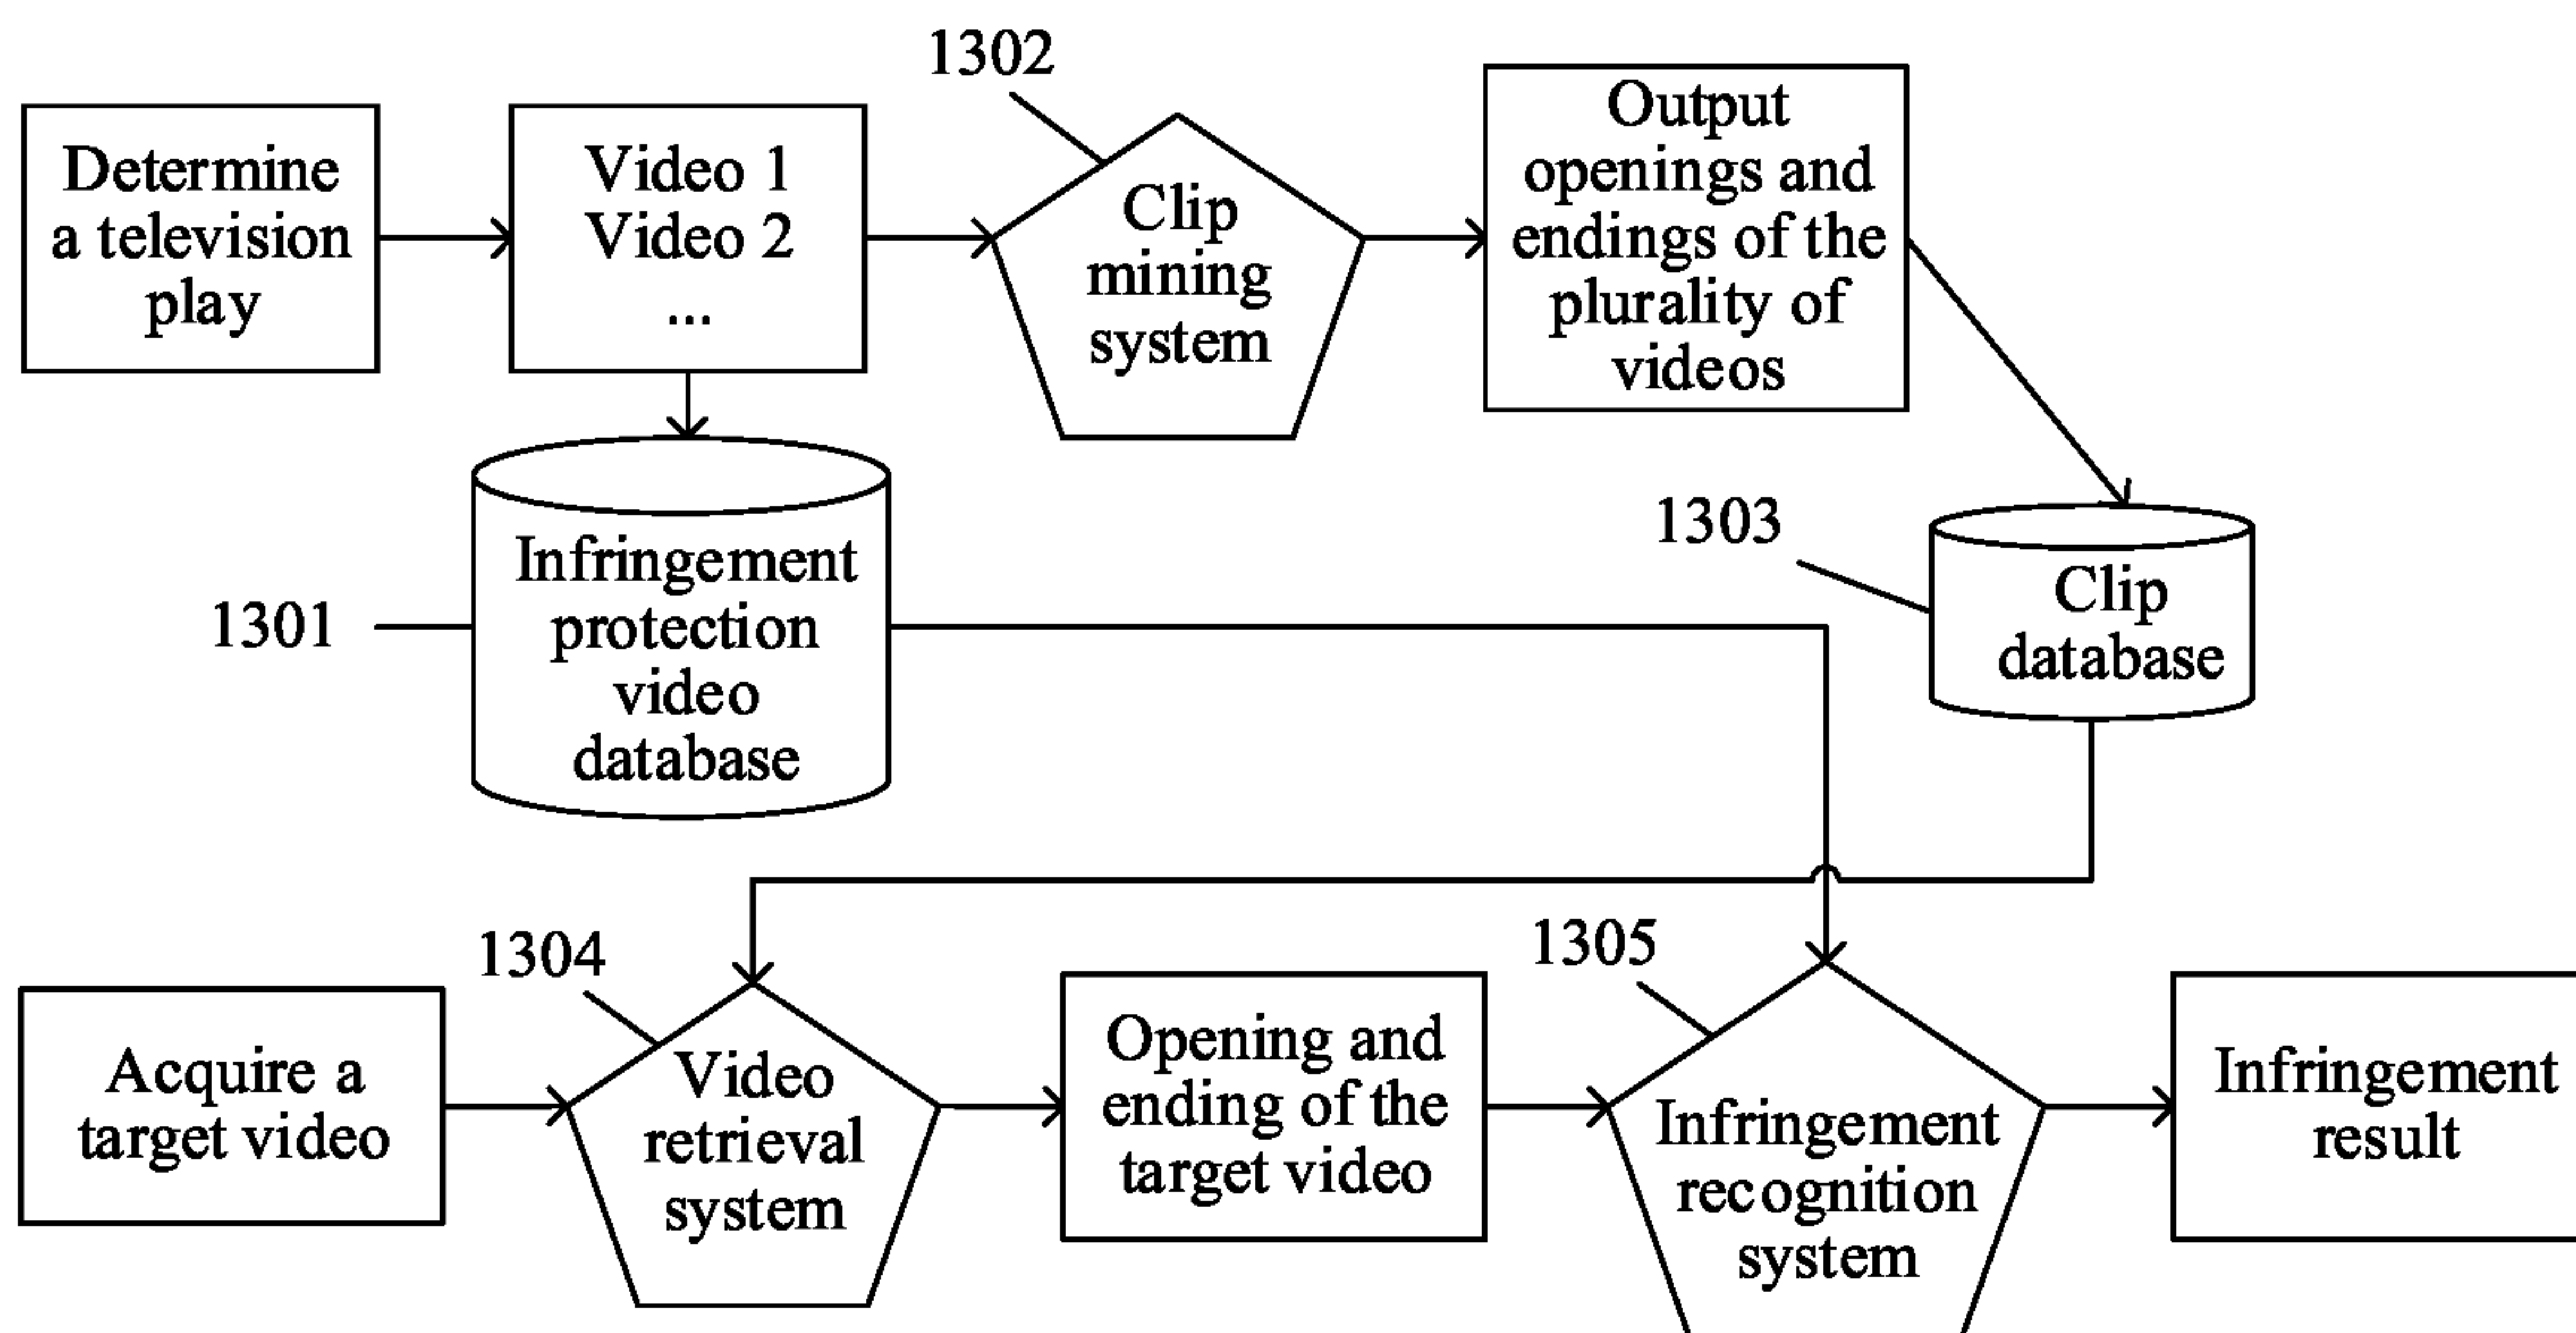 1302
Determine
a television
play
Video 1
Video 2
...
Clip
mining
system
Output
openings and
endings of the
plurality of
videos
1301
Infringement
protection
video
database
1303
Clip
database
1304
1305
Acquire a
target video
Video
retrieval
system
Opening and
ending of the
target video
Infringement
recognition
system
Infringement
result